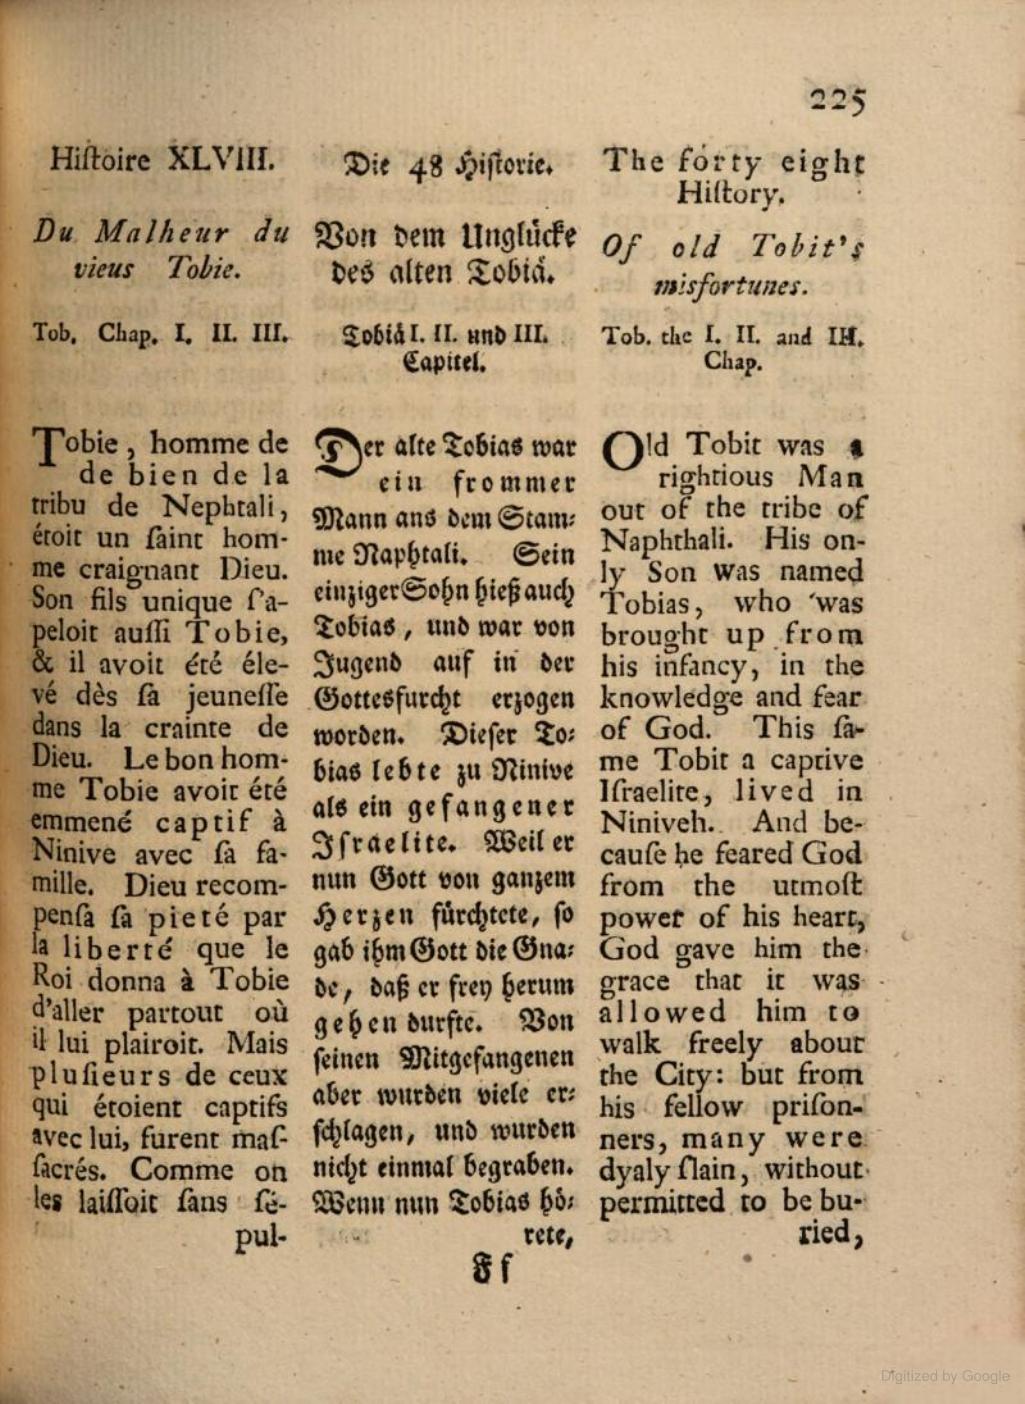 225
Hiſtoire XLVIII.
Du Malheur du
vieus Tobie.
Tob. Chap. I. II. III.
Tobie , homme de
de bien de la
tribu de Nephtali,
étoit un ſaint hom-
me craignant Dieu.
Son fils unique ſ'a-
peloit auſſi Tobie,
& il avoit été éle-
vé dès ſa jeuneſſe
dans la crainte de
Dieu. Le bon hom-
me Tobie avoit été
emmené captif à
Ninive avec ſa fa-
mille. Dieu recom-
penſa ſa pieté par
la liberté que le
Roi donna à Tobie
d'aller partout où
il lui plairoit. Mais
pluſieurs de ceux
qui étoient captifs
avec lui, furent maſ-
ſacrés. Comme on
les laiſſoit ſans ſé-
pul-
Die 48 Hiſtorie.
Von dem Unglücke
des alten Tobiä.
Tobiä I. II. und III.
Capitel.
Der alte Tobias war
ein frommer
Mann aus dem Stam-
me Naphtali. Sein
einziger Sohn hieß auch
Tobias, und war von
Jugend auf in der
Gottesfurcht erzogen
worden. Dieſer To-
bias lebte zu Ninive
als ein gefangener
Iſraelite. Weil er
nun Gott von ganzem
Herzen fürchtete, ſo
gab ihm Gott die Gna-
de, daß er frey herum
gehen durfte. Von
ſeinen Mitgefangenen
aber wurden viele er-
ſchlagen, und wurden
nicht einmal begraben.
Wenn nun Tobias hö-
rete,
Ff
The forty eight
Hiſtory.
Of old Tobit's
misfortunes.
Tob. the I. II. and III.
Chap.
Old Tobit was a
rightious Man
out of the tribe of
Naphthali. His on-
ly Son was named
Tobias, who was
brought up from
his infancy, in the
knowledge and fear
of God. This ſa-
me Tobit a captive
Iſraelite, lived in
Niniveh. And be-
cauſe he feared God
from the utmoſt
power of his heart,
God gave him the
grace that it was
allowed him to
walk freely about
the City: but from
his fellow priſon-
ners, many were
dyaly ſlain, without
permitted to be bu-
ried,
Digitized by Google